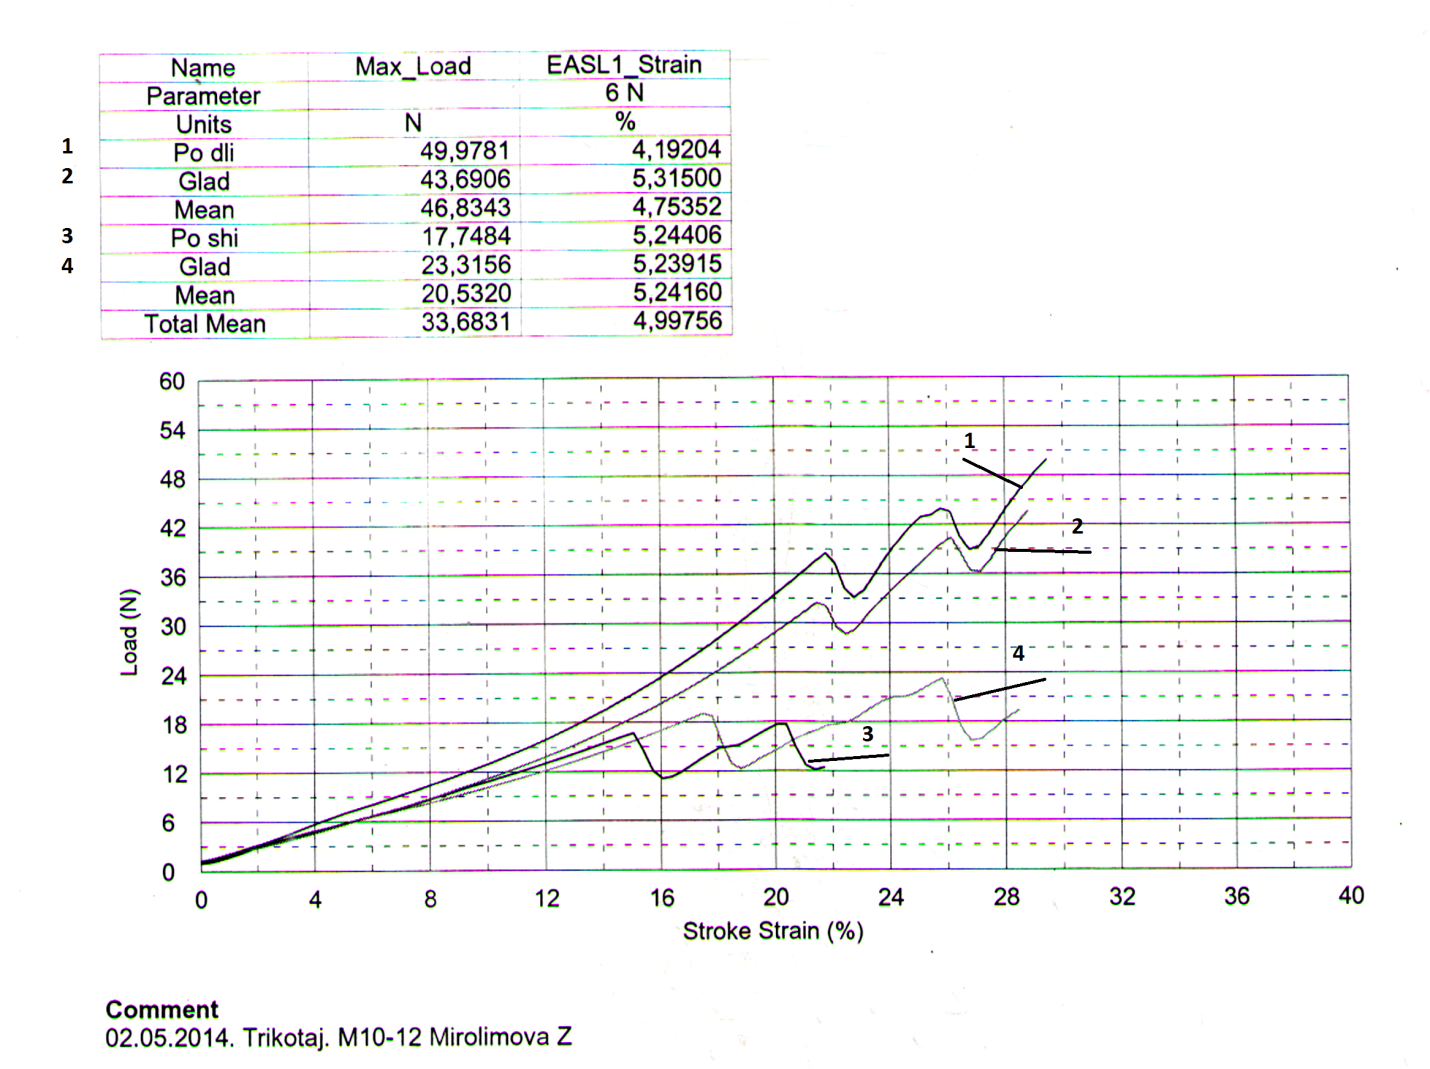 Name Max_Load EASL1_Strain
Parameter 6 N
Units N %
1 Po dli 49,9781 4,19204
2 Glad 43,6906 5,31500
Mean 46,8343 4,75352
3 Po shi 17,7484 5,24406
4 Glad 23,3156 5,23915
Mean 20,5320 5,24160
Total Mean 33,6831 4,99756
60
54
48
42
36
30
24
18
12
6
0
Load (N)
1
2
4
3
0 4 8 12 16 20 24 28 32 36 40
Stroke Strain (%)
Comment
02.05.2014. Trikotaj. M10-12 Mirolimova Z